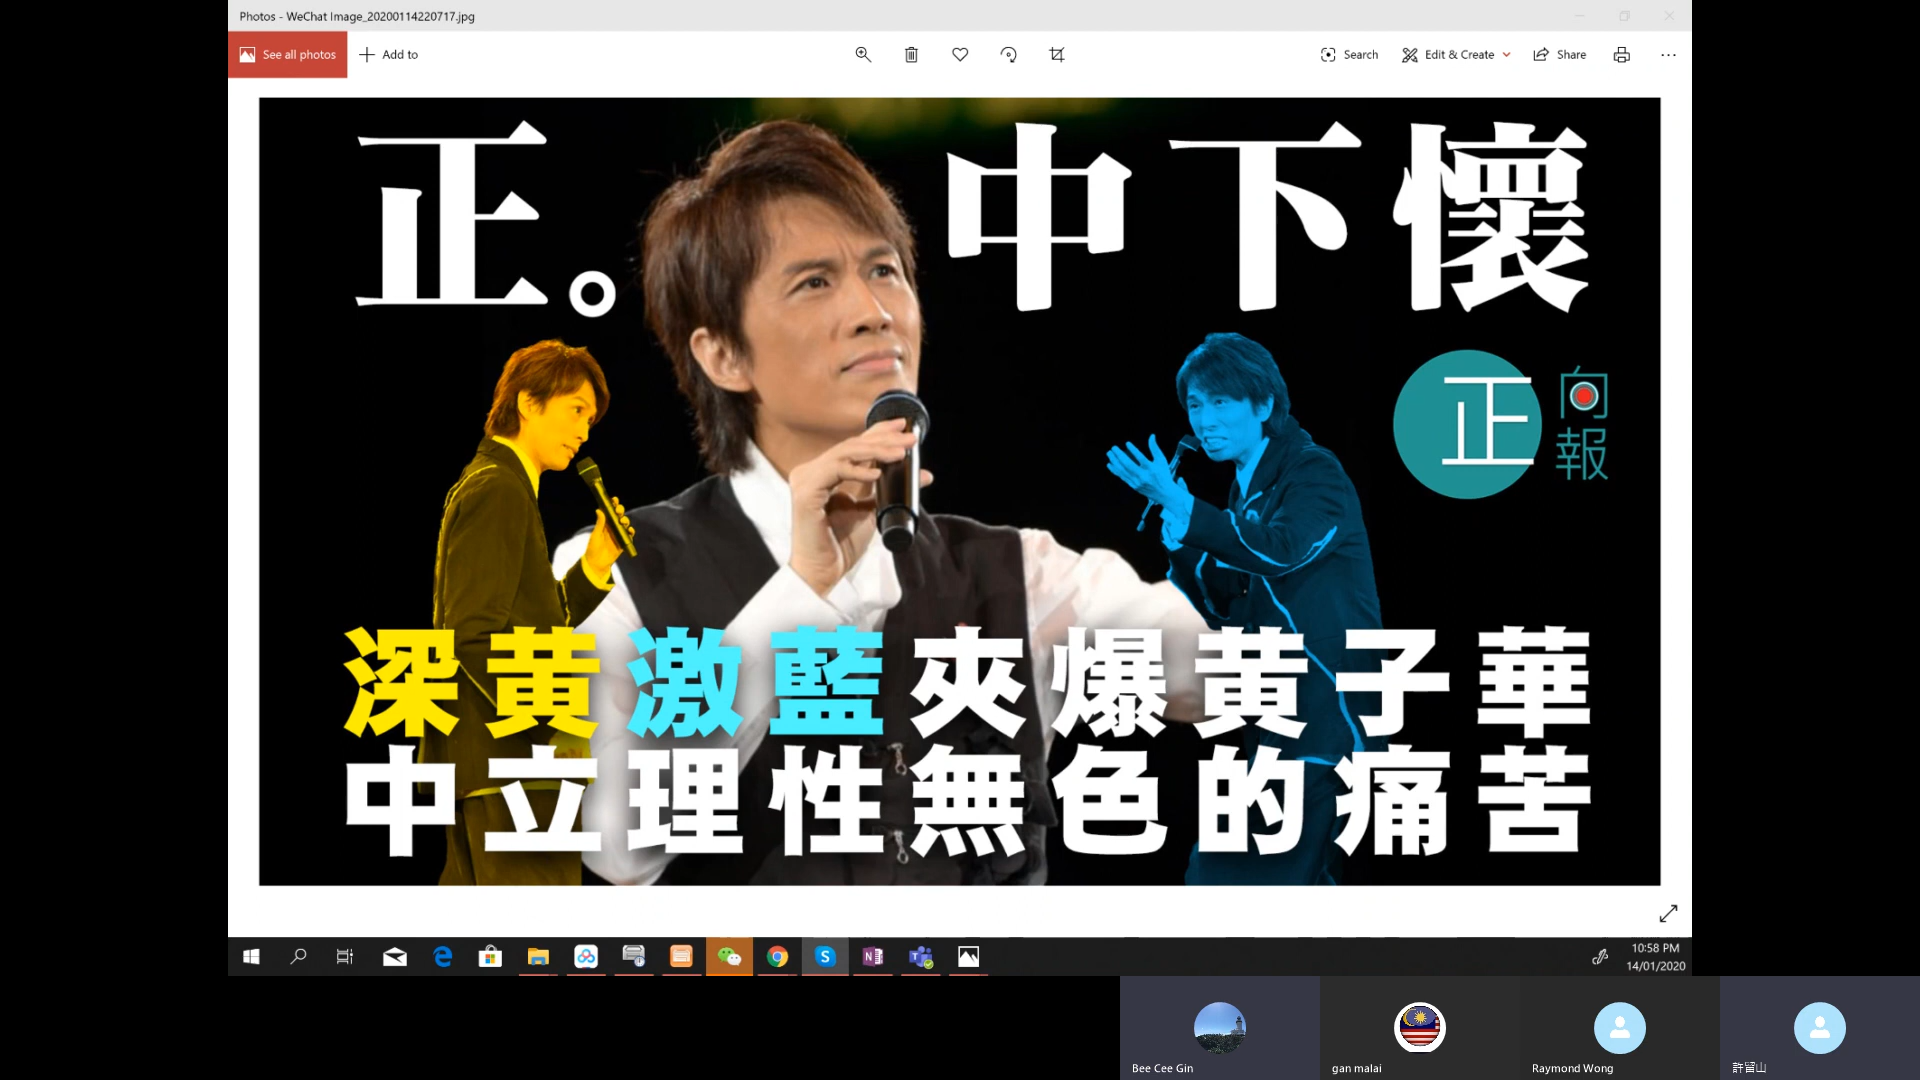 Photos - WeChat Image_20200114220717.jpg
See all photos
Add to
Search
Edit & Create
Share
正。中下懷
正向報
深黄激藍夾爆黄子華
中立理性無色的痛苦
10:58 PM
14/01/2020
Bee Cee Gin
gan malai
Raymond Wong
許留山